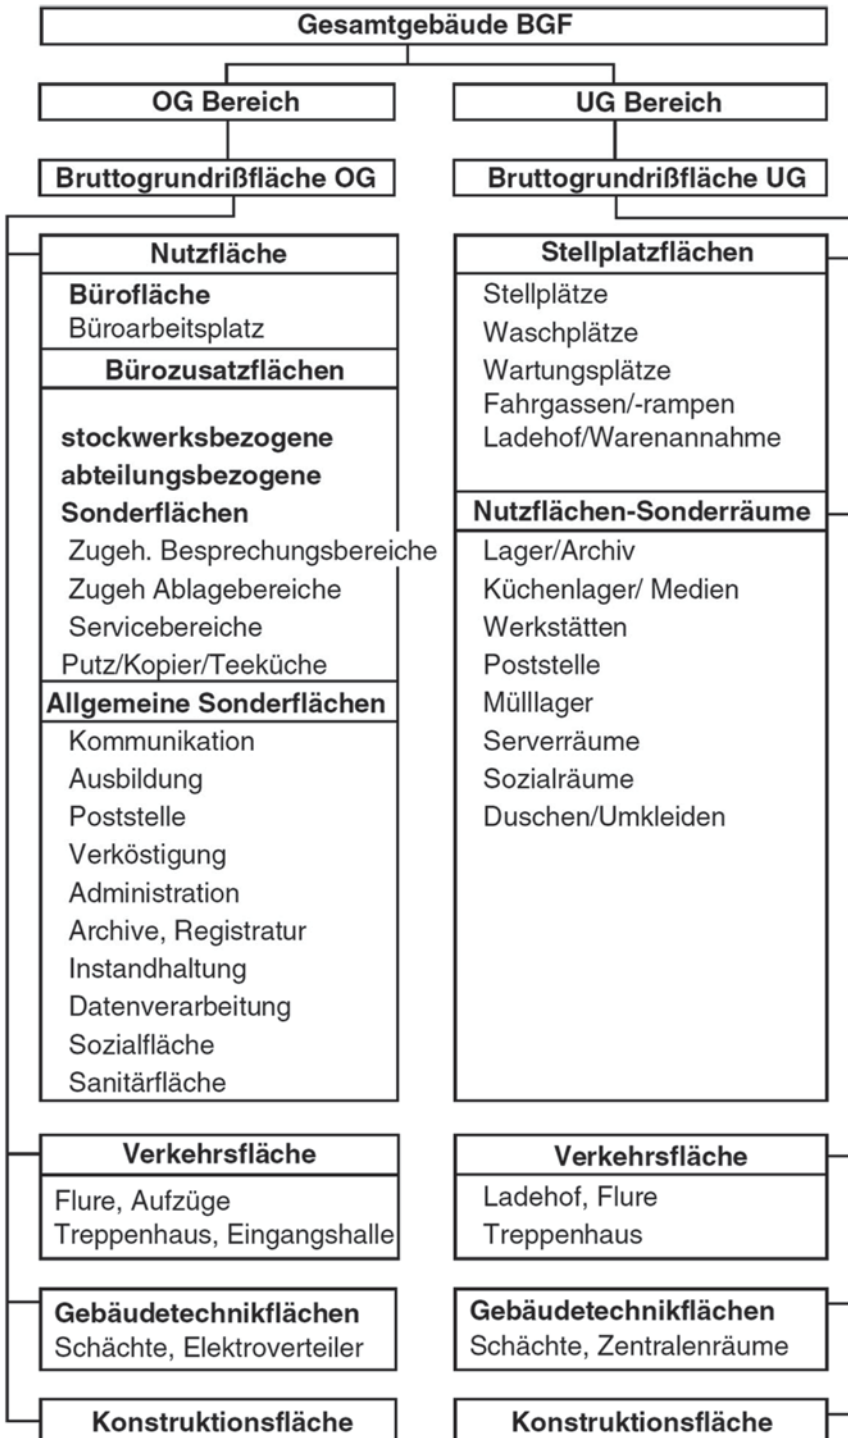 Gesamtgebäude BGF
OG Bereich
UG Bereich
Bruttogrundrißfläche OG
Bruttogrundrißfläche UG
Nutzfläche
Bürofläche
Büroarbeitsplatz
Bürozusatzflächen
stockwerksbezogene
abteilungsbezogene
Sonderflächen
Zugeh. Besprechungsbereiche
Zugeh Ablagebereiche
Servicebereiche
Putz/Kopier/Teeküche
Allgemeine Sonderflächen
Kommunikation
Ausbildung
Poststelle
Verköstigung
Administration
Archive, Registratur
Instandhaltung
Datenverarbeitung
Sozialfläche
Sanitärfläche
Verkehrsfläche
Flure, Aufzüge
Treppenhaus, Eingangshalle
Gebäudetechnikflächen
Schächte, Elektroverteiler
Konstruktionsfläche
Stellplatzflächen
Stellplätze
Waschplätze
Wartungsplätze
Fahrgassen/-rampen
Ladehof/Warenannahme
Nutzflächen-Sonderräume
Lager/Archiv
Küchenlager/ Medien
Werkstätten
Poststelle
Mülllager
Serverräume
Sozialräume
Duschen/Umkleiden
Verkehrsfläche
Ladehof, Flure
Treppenhaus
Gebäudetechnikflächen
Schächte, Zentralenräume
Konstruktionsfläche